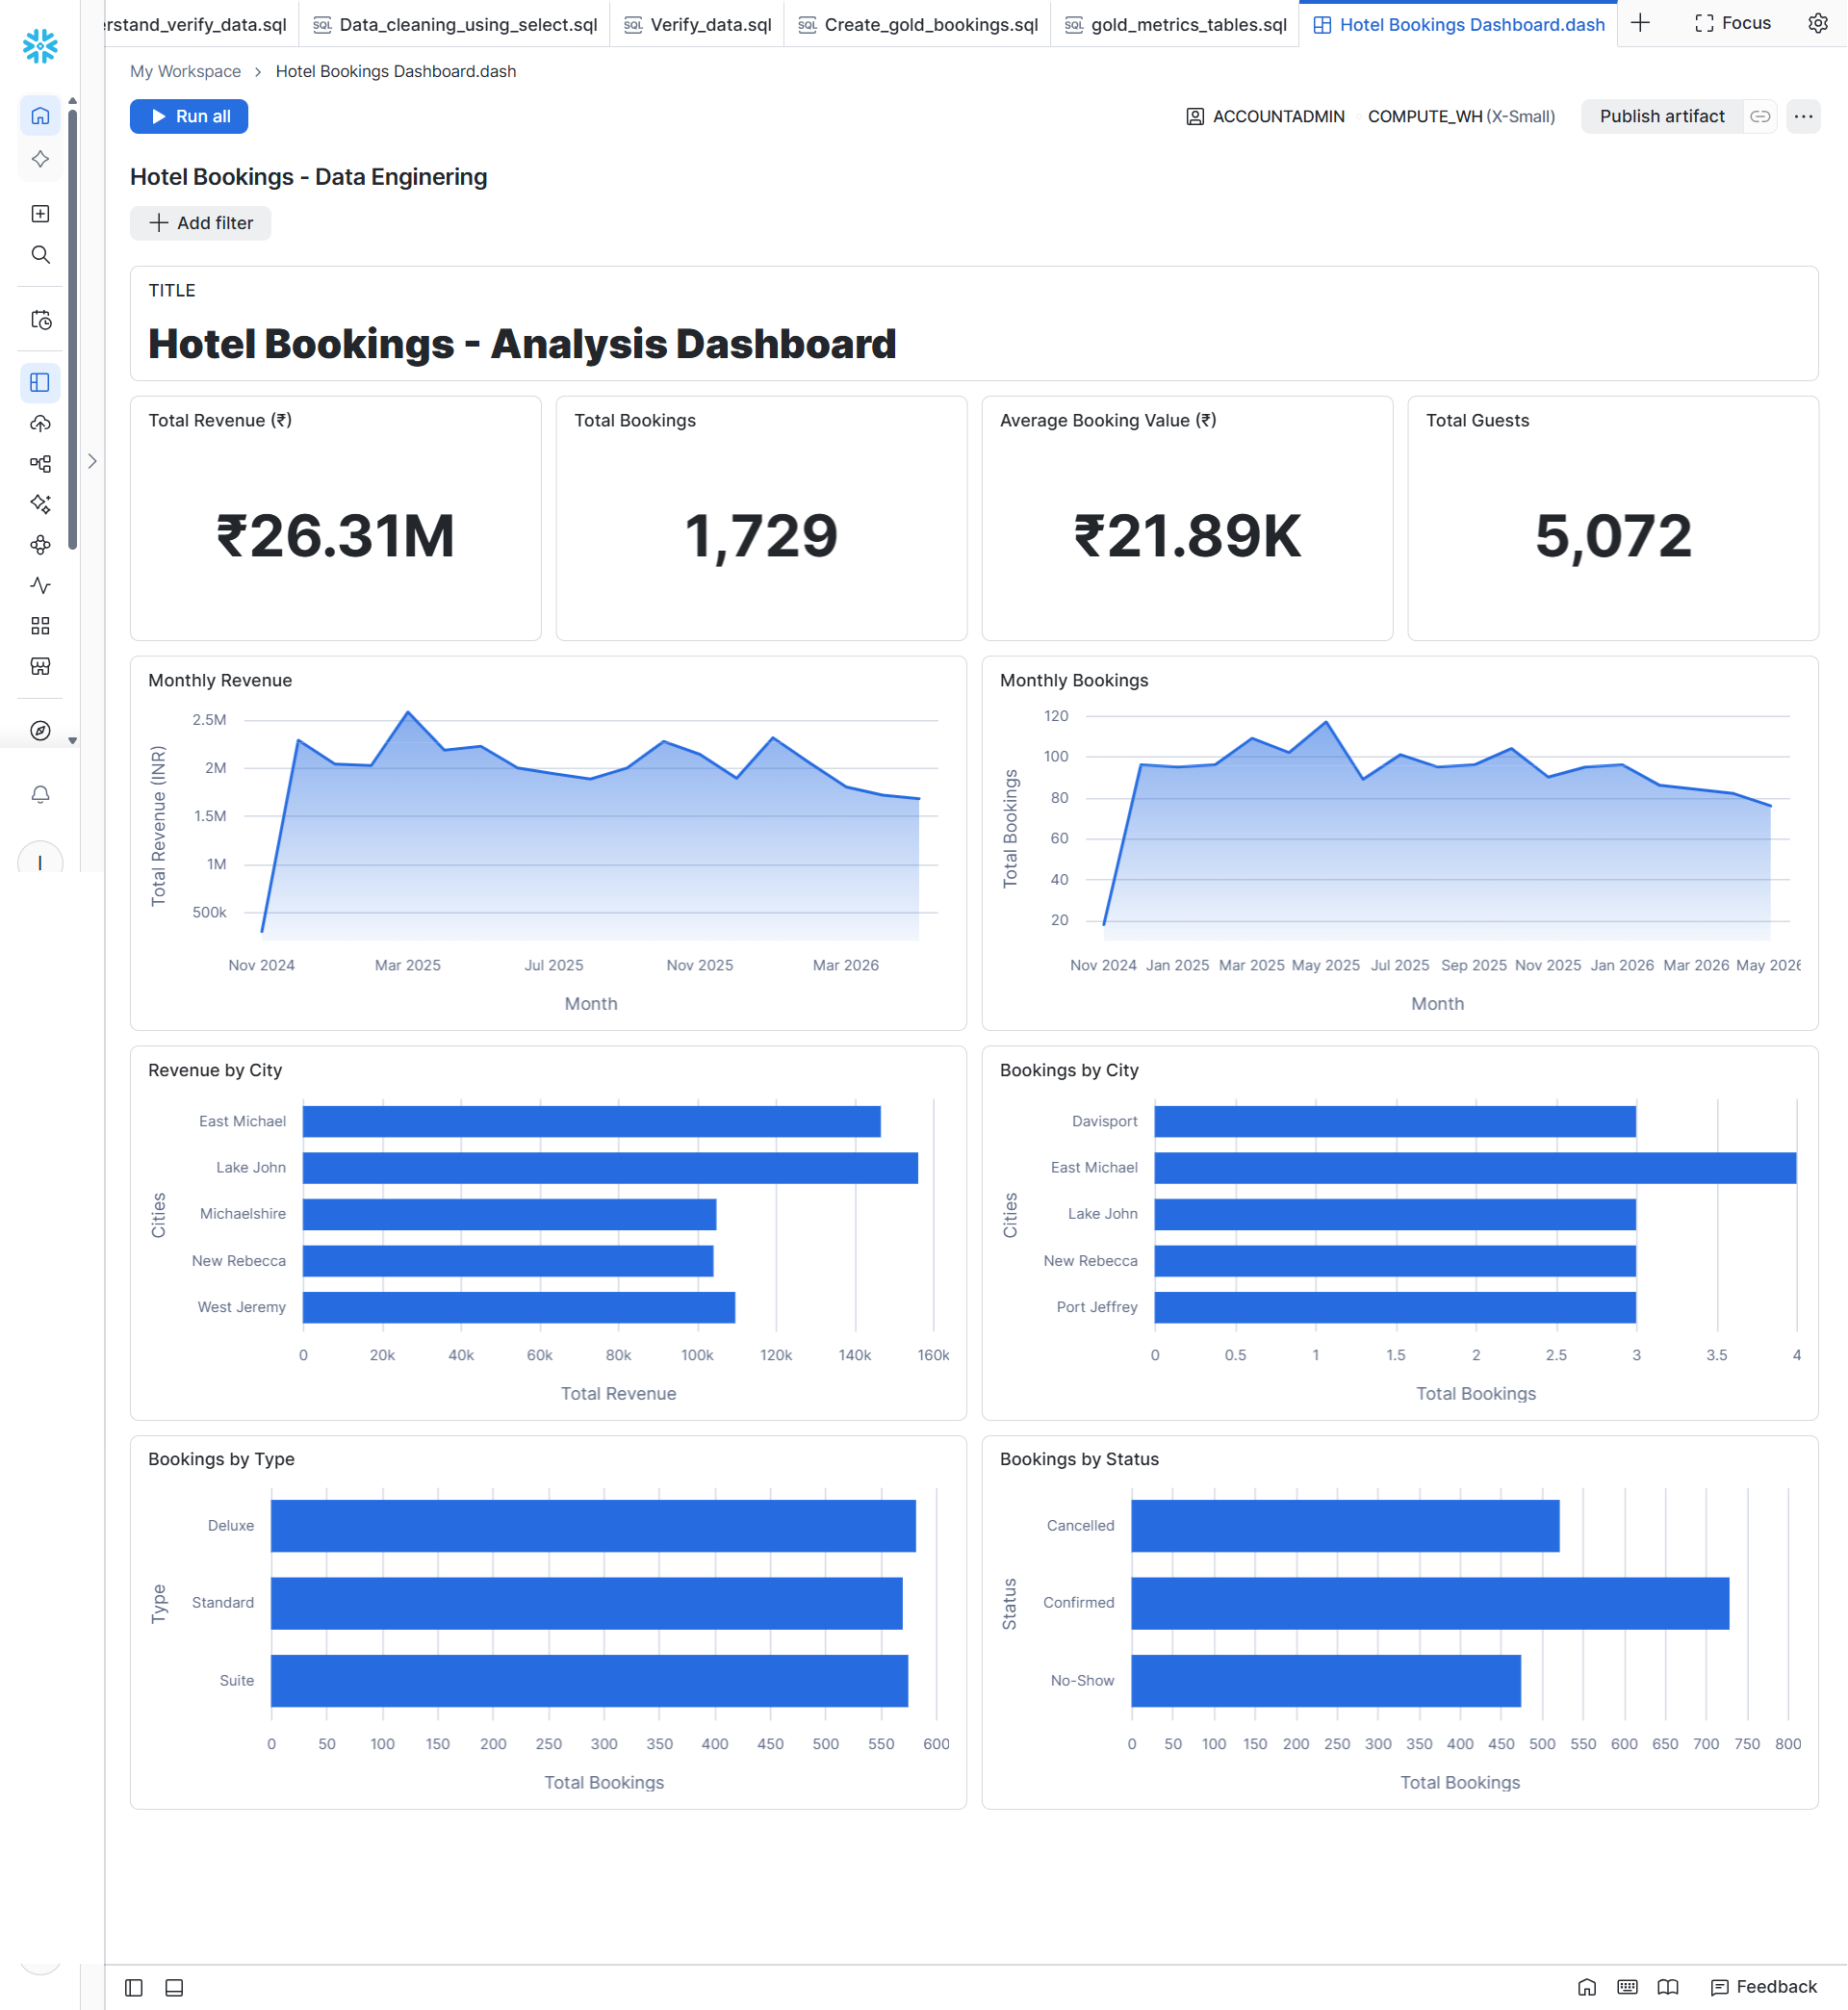 erstand_verify_data.sql
SQL Data_cleaning_using_select.sql
SQL Verify_data.sql
SQL Create_gold_bookings.sql
SQL gold_metrics_tables.sql
Hotel Bookings Dashboard.dash
Focus
My Workspace > Hotel Bookings Dashboard.dash
Run all
ACCOUNTADMIN
COMPUTE_WH (X-Small)
Publish artifact
Hotel Bookings - Data Enginering
Add filter
TITLE
Hotel Bookings - Analysis Dashboard
Total Revenue (₹)
₹26.31M
Total Bookings
1,729
Average Booking Value (₹)
₹21.89K
Total Guests
5,072
Monthly Revenue
Total Revenue (INR)
2.5M
2M
1.5M
1M
500k
Nov 2024 Mar 2025 Jul 2025 Nov 2025 Mar 2026
Month
Monthly Bookings
Total Bookings
120
100
80
60
40
20
Nov 2024 Jan 2025 Mar 2025 May 2025 Jul 2025 Sep 2025 Nov 2025 Jan 2026 Mar 2026 May 2026
Month
Revenue by City
Cities
East Michael
Lake John
Michaelshire
New Rebecca
West Jeremy
0 20k 40k 60k 80k 100k 120k 140k 160k
Total Revenue
Bookings by City
Cities
Davisport
East Michael
Lake John
New Rebecca
Port Jeffrey
0 0.5 1 1.5 2 2.5 3 3.5 4
Total Bookings
Bookings by Type
Type
Deluxe
Standard
Suite
0 50 100 150 200 250 300 350 400 450 500 550 600
Total Bookings
Bookings by Status
Status
Cancelled
Confirmed
No-Show
0 50 100 150 200 250 300 350 400 450 500 550 600 650 700 750 800
Total Bookings
I
Feedback